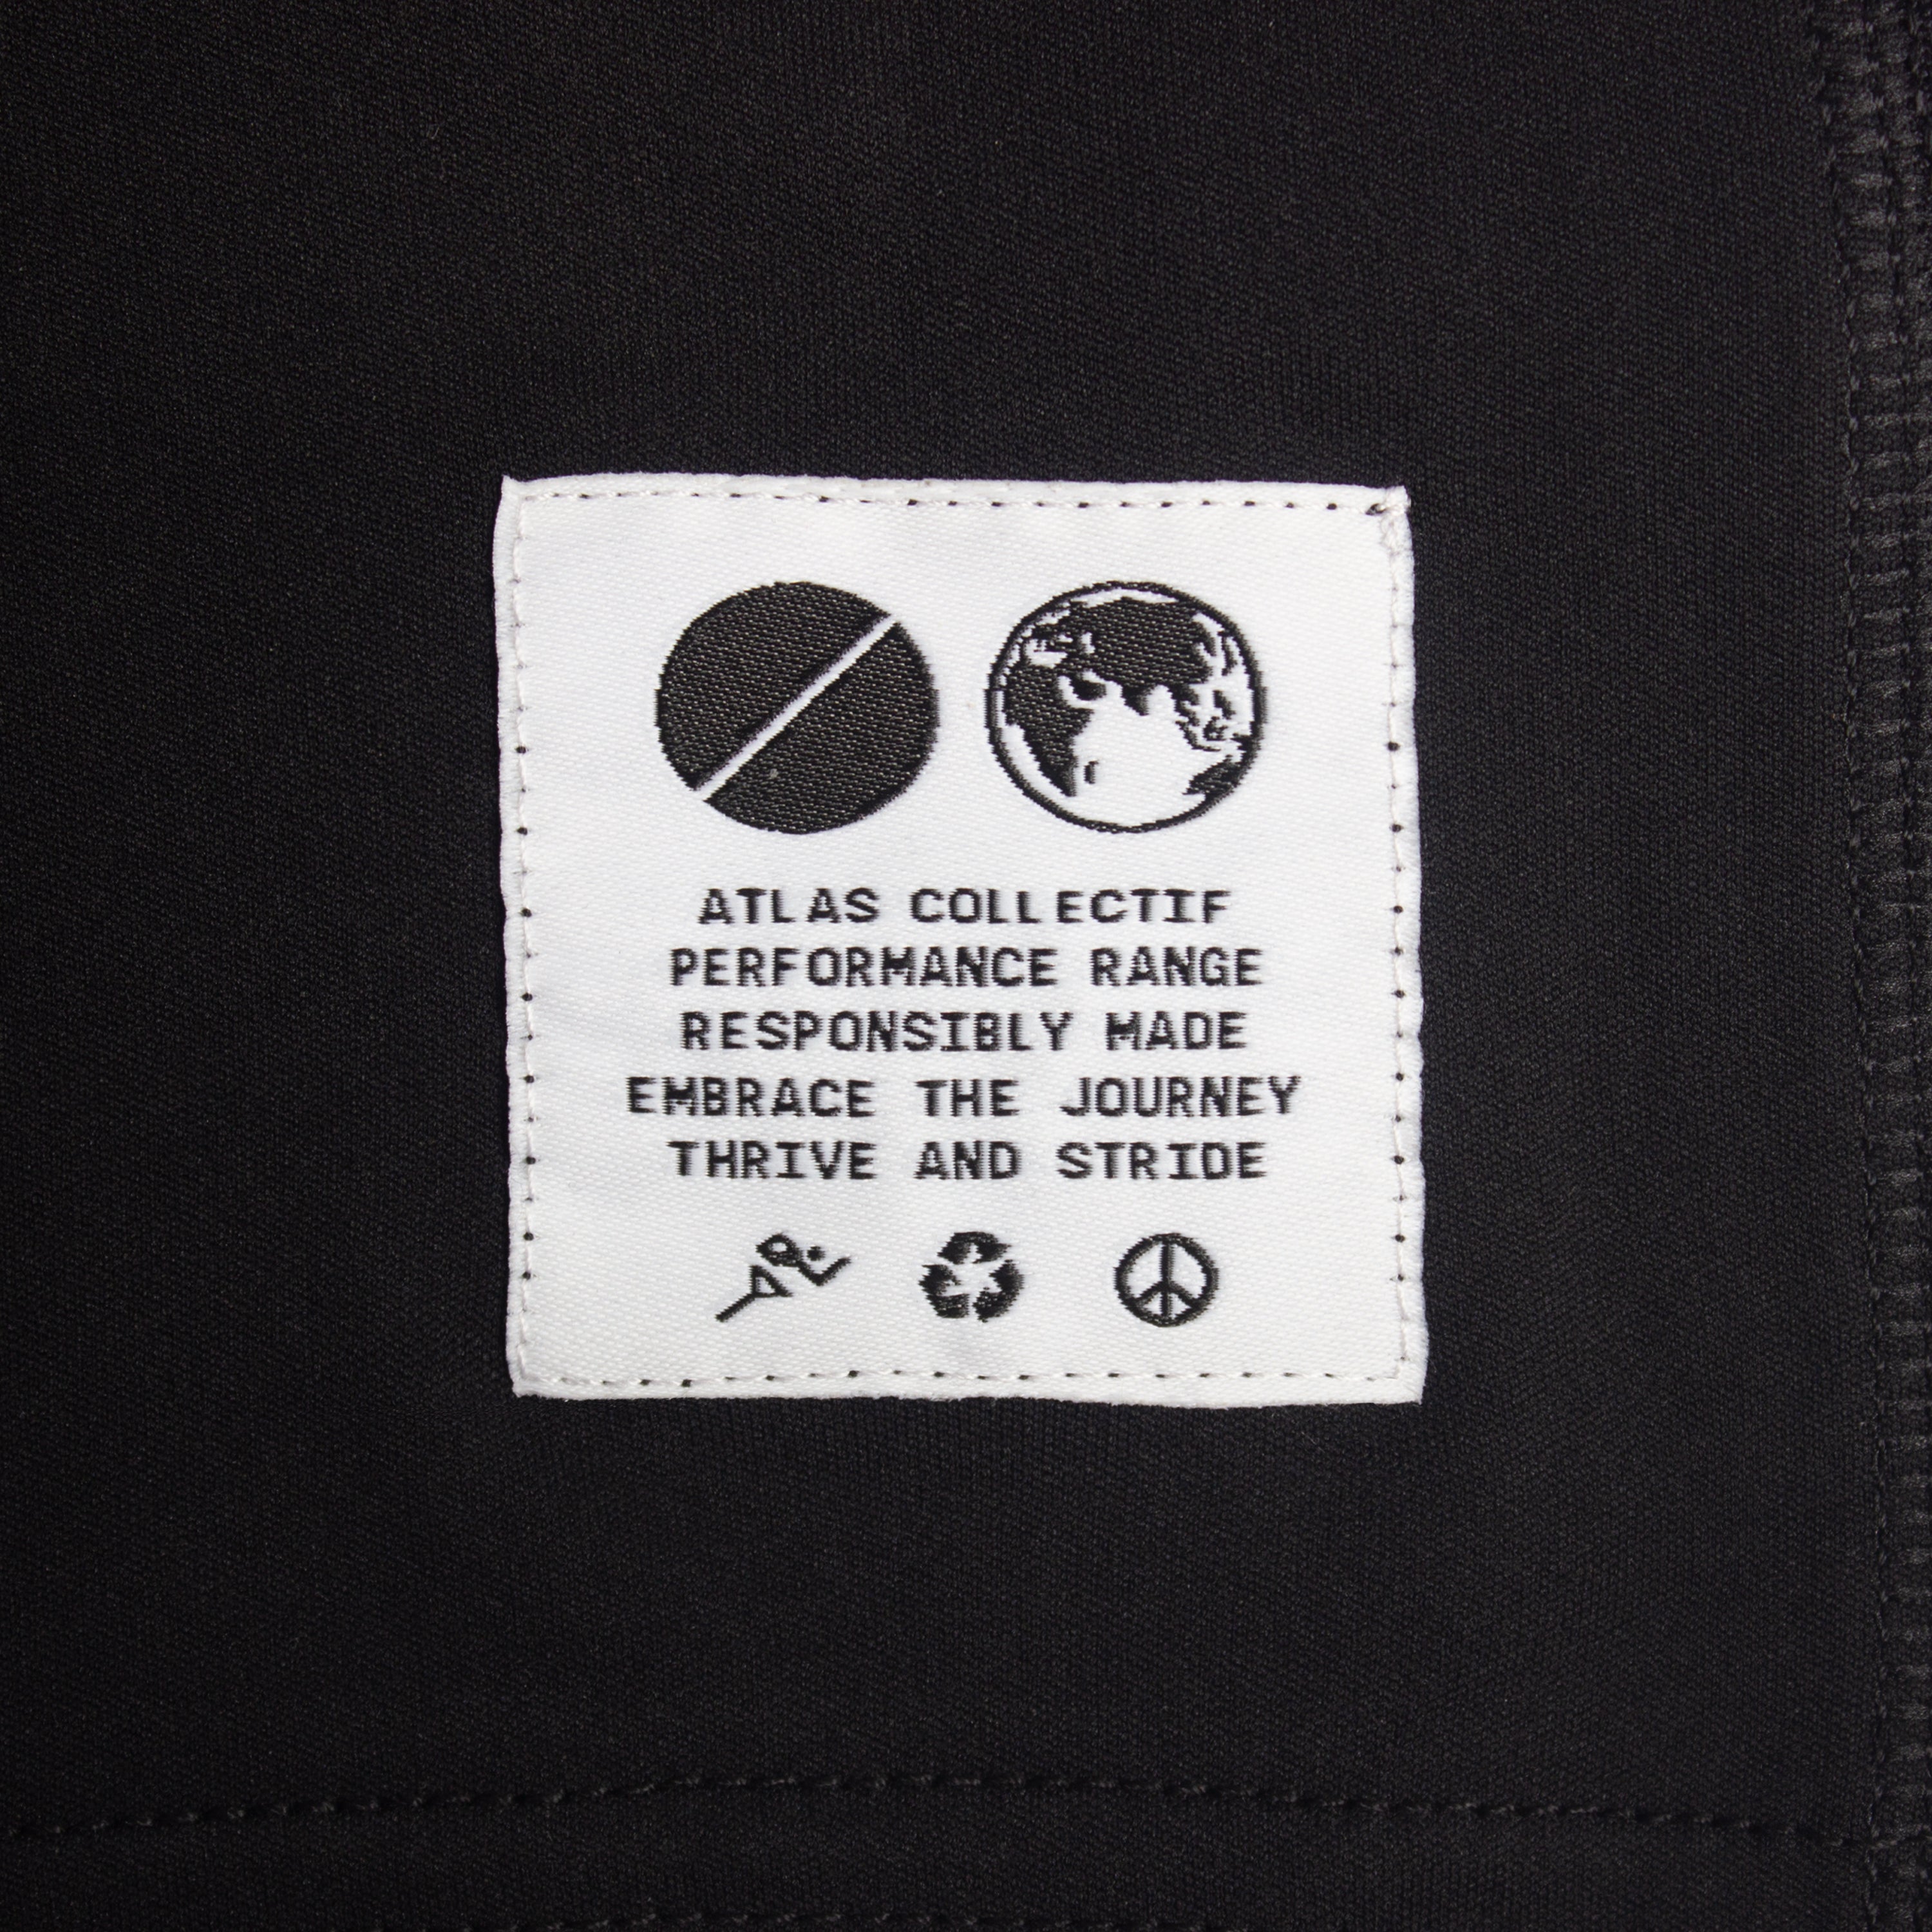 ATLAS COLLECTIF
PERFORMANCE RANGE
RESPONSIBLY MADE
EMBRACE THE JOURNEY
THRIVE AND STRIDE